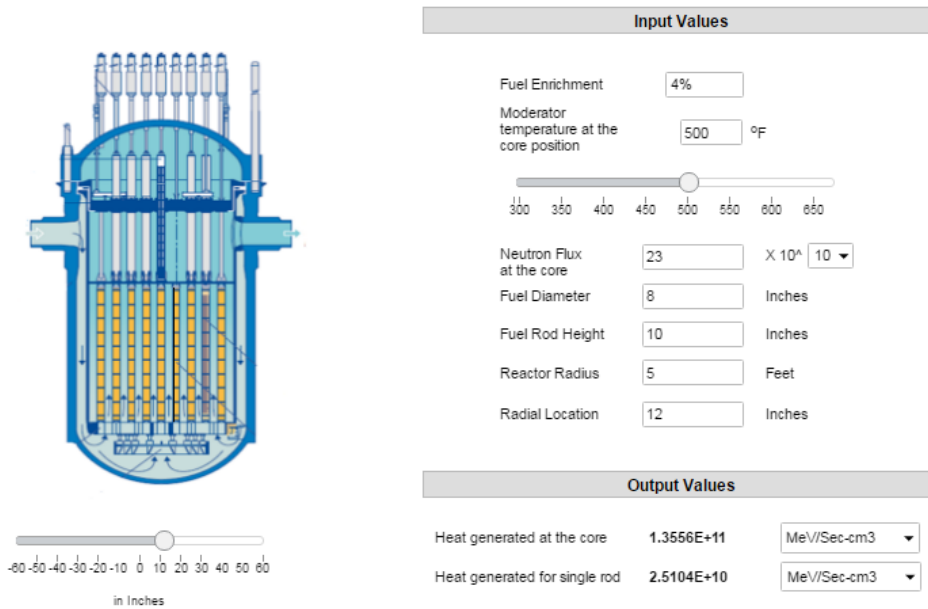 Input Values
Fuel Enrichment 4%
Moderator
temperature at the
core position
500 ºF
300 350 400 450 500 550 600 650
Neutron Flux
at the core
23 X 10^ 10
Fuel Diameter 8 Inches
Fuel Rod Height 10 Inches
Reactor Radius 5 Feet
Radial Location 12 Inches
Output Values
Heat generated at the core 1.3556E+11 MeV/Sec-cm3
Heat generated for single rod 2.5104E+10 MeV/Sec-cm3
-60 -50 -40 -30 -20 -10 0 10 20 30 40 50 60
in Inches